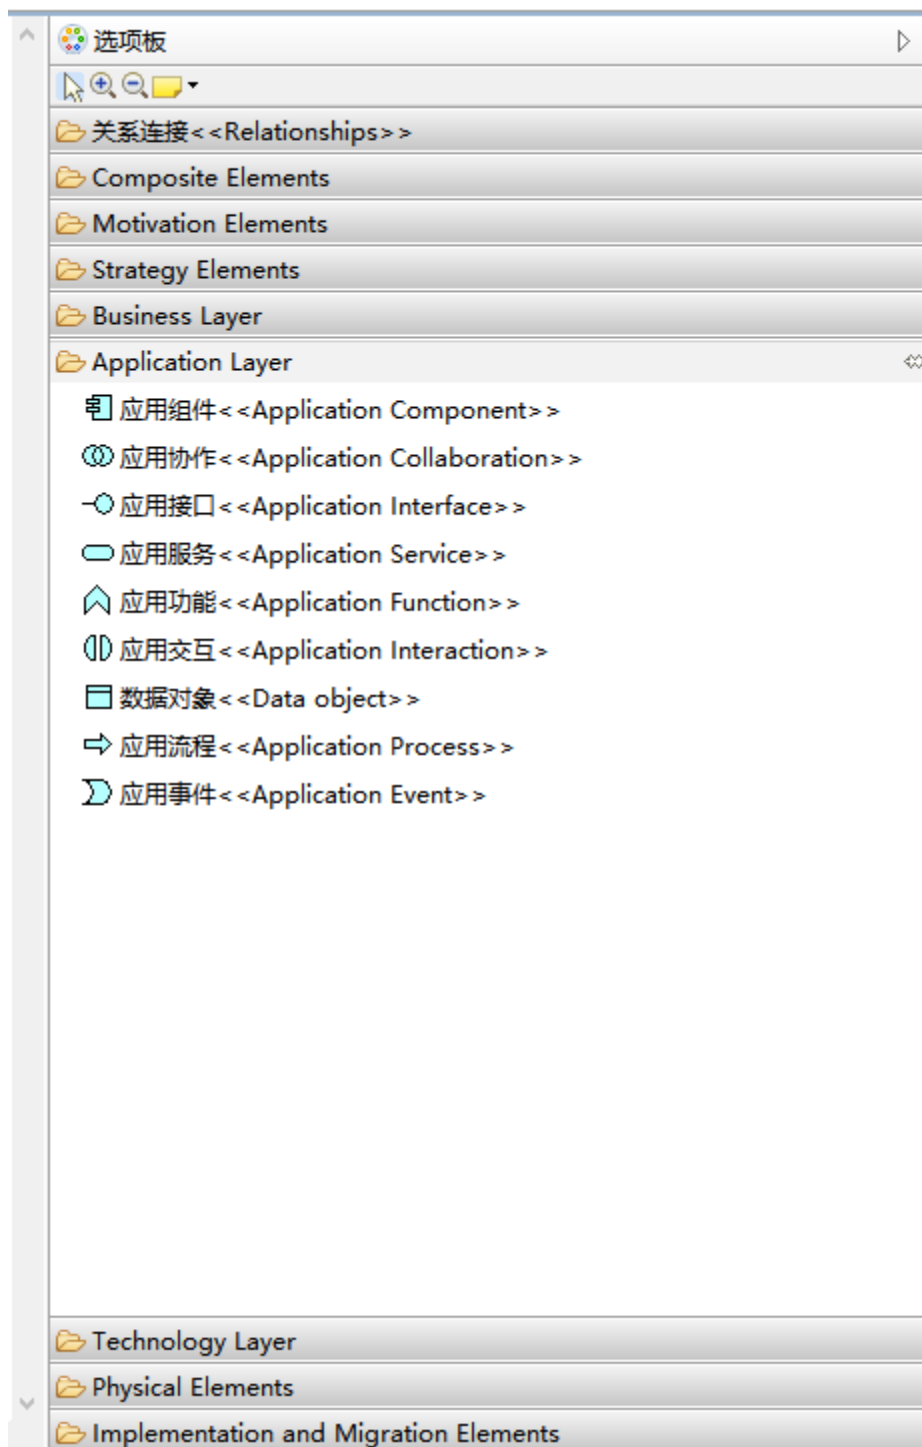 选项板
关系连接<<Relationships>>
Composite Elements
Motivation Elements
Strategy Elements
Business Layer
Application Layer
应用组件<<Application Component>>
应用协作<<Application Collaboration>>
应用接口<<Application Interface>>
应用服务<<Application Service>>
应用功能<<Application Function>>
应用交互<<Application Interaction>>
数据对象<<Data object>>
应用流程<<Application Process>>
应用事件<<Application Event>>
Technology Layer
Physical Elements
Implementation and Migration Elements